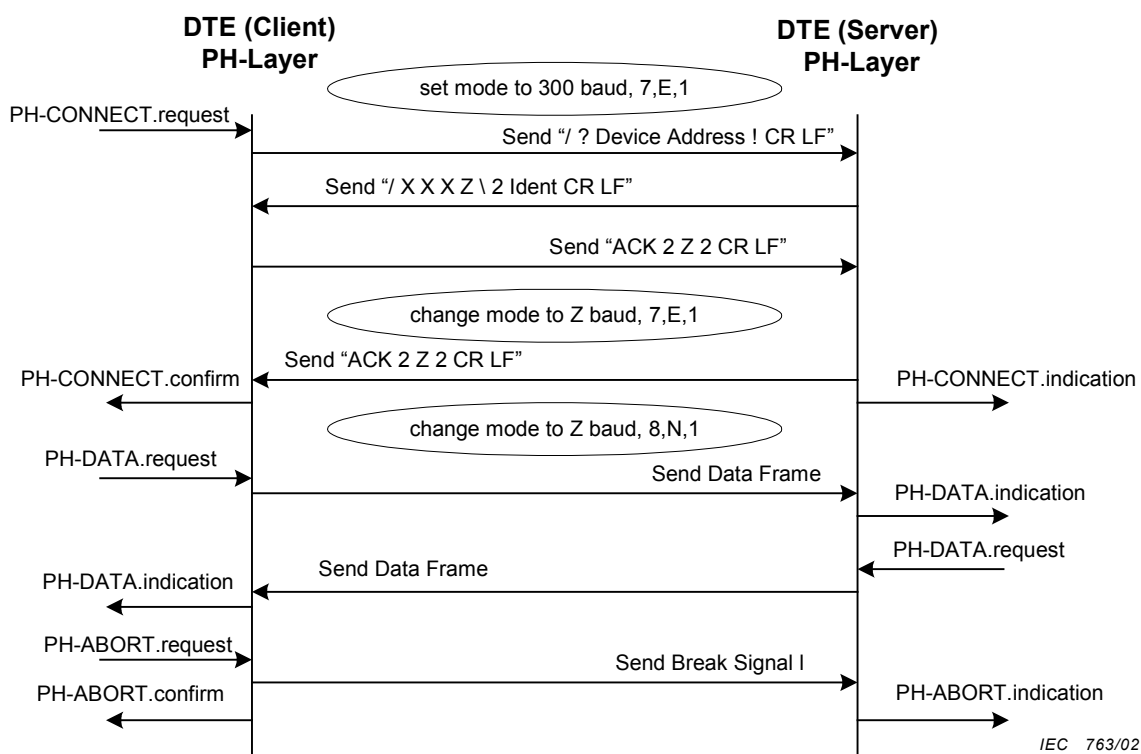 DTE (Client)
PH-Layer
DTE (Server)
PH-Layer
set mode to 300 baud, 7,E,1
PH-CONNECT.request
Send “/ ? Device Address ! CR LF”
Send “/ X X X Z \ 2 Ident CR LF”
Send “ACK 2 Z 2 CR LF”
change mode to Z baud, 7,E,1
Send “ACK 2 Z 2 CR LF”
PH-CONNECT.confirm
PH-CONNECT.indication
change mode to Z baud, 8,N,1
PH-DATA.request
Send Data Frame
PH-DATA.indication
PH-DATA.request
Send Data Frame
PH-DATA.indication
PH-ABORT.request
Send Break Signal I
PH-ABORT.confirm
PH-ABORT.indication
IEC 763/02